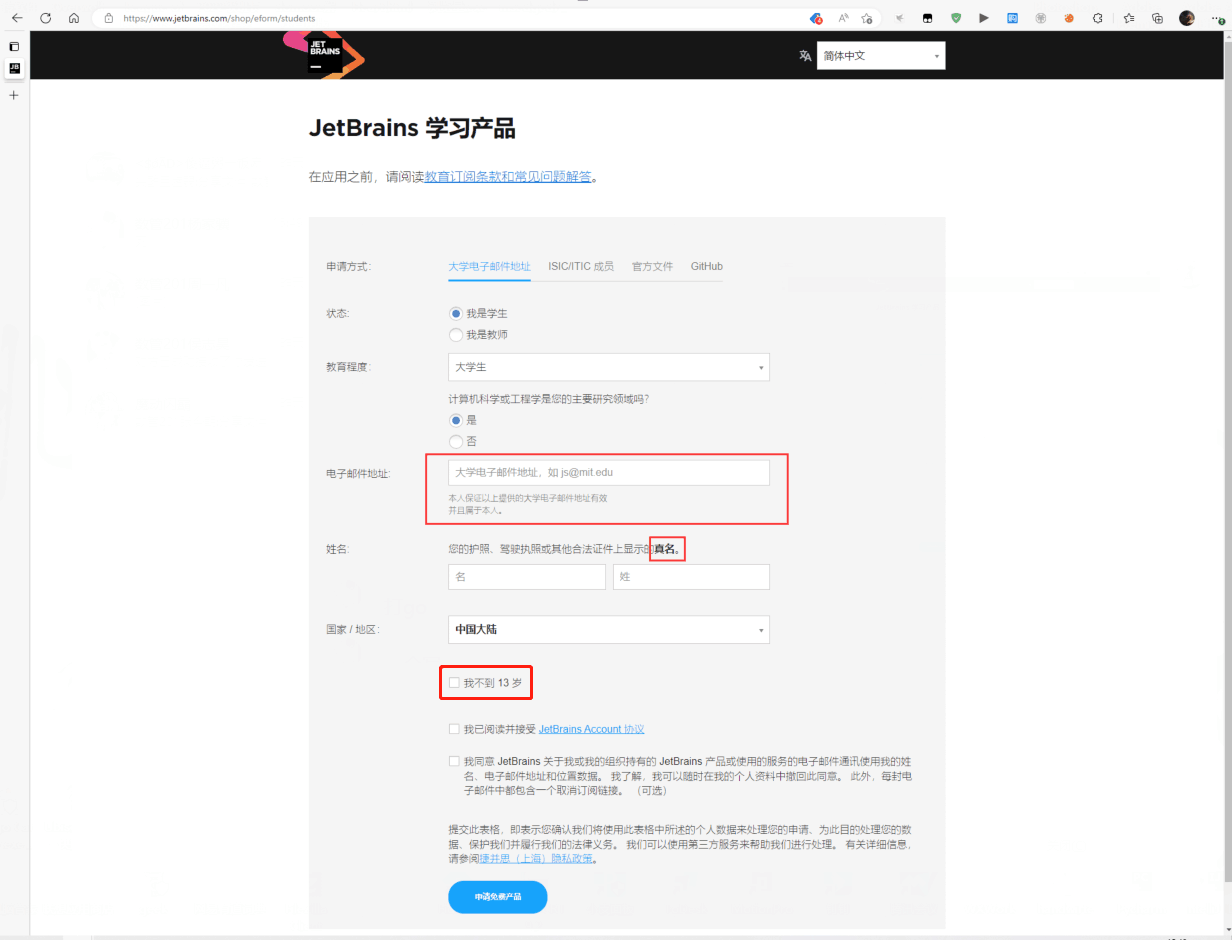 https://www.jetbrains.com/shop/eform/students
JET
BRAINS
简体中文
JetBrains 学习产品
在应用之前，请阅读教育订阅条款和常见问题解答。
申请方式：
大学电子邮件地址 ISIC/ITIC 成员 官方文件 GitHub
状态：
我是学生
我是教师
教育程度：
大学生
计算机科学或工程学是您的主要研究领域吗？
是
否
电子邮件地址：
大学电子邮件地址，如 js@mit.edu
本人保证以上提供的大学电子邮件地址有效
并且属于本人。
姓名：
您的护照、驾驶执照或其他合法证件上显示的真名。
名 姓
国家 / 地区：
中国大陆
我不到 13 岁
我已阅读并接受 JetBrains Account 协议
我同意 JetBrains 关于我或我的组织持有的 JetBrains 产品或使用的服务的电子邮件通讯使用我的姓
名、电子邮件地址和位置数据。 我了解，我可以随时在我的个人资料中撤回此同意。 此外，每封电
子邮件中都包含一个取消订阅链接。 （可选）
提交此表格，即表示您确认我们将使用此表格中所述的个人数据来处理您的申请、为此目的处理您的数
据、保护我们并履行我们的法律义务。 我们可以使用第三方服务来帮助我们进行处理。 有关详细信息，
请参阅捷并思（上海）隐私政策。
申请免费产品